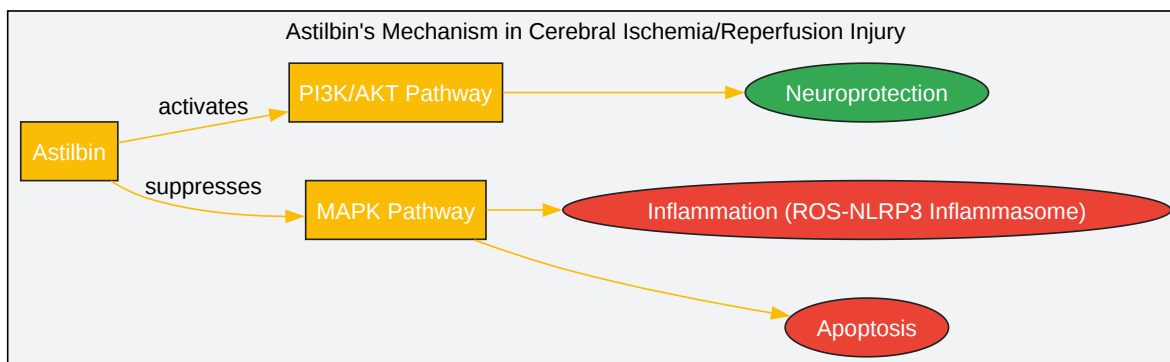 Astilbin's Mechanism in Cerebral Ischemia/Reperfusion Injury
PI3K/AKT Pathway
Neuroprotection
activates
Astilbin
suppresses
MAPK Pathway
Inflammation (ROS-NLRP3 Inflammasome)
Apoptosis